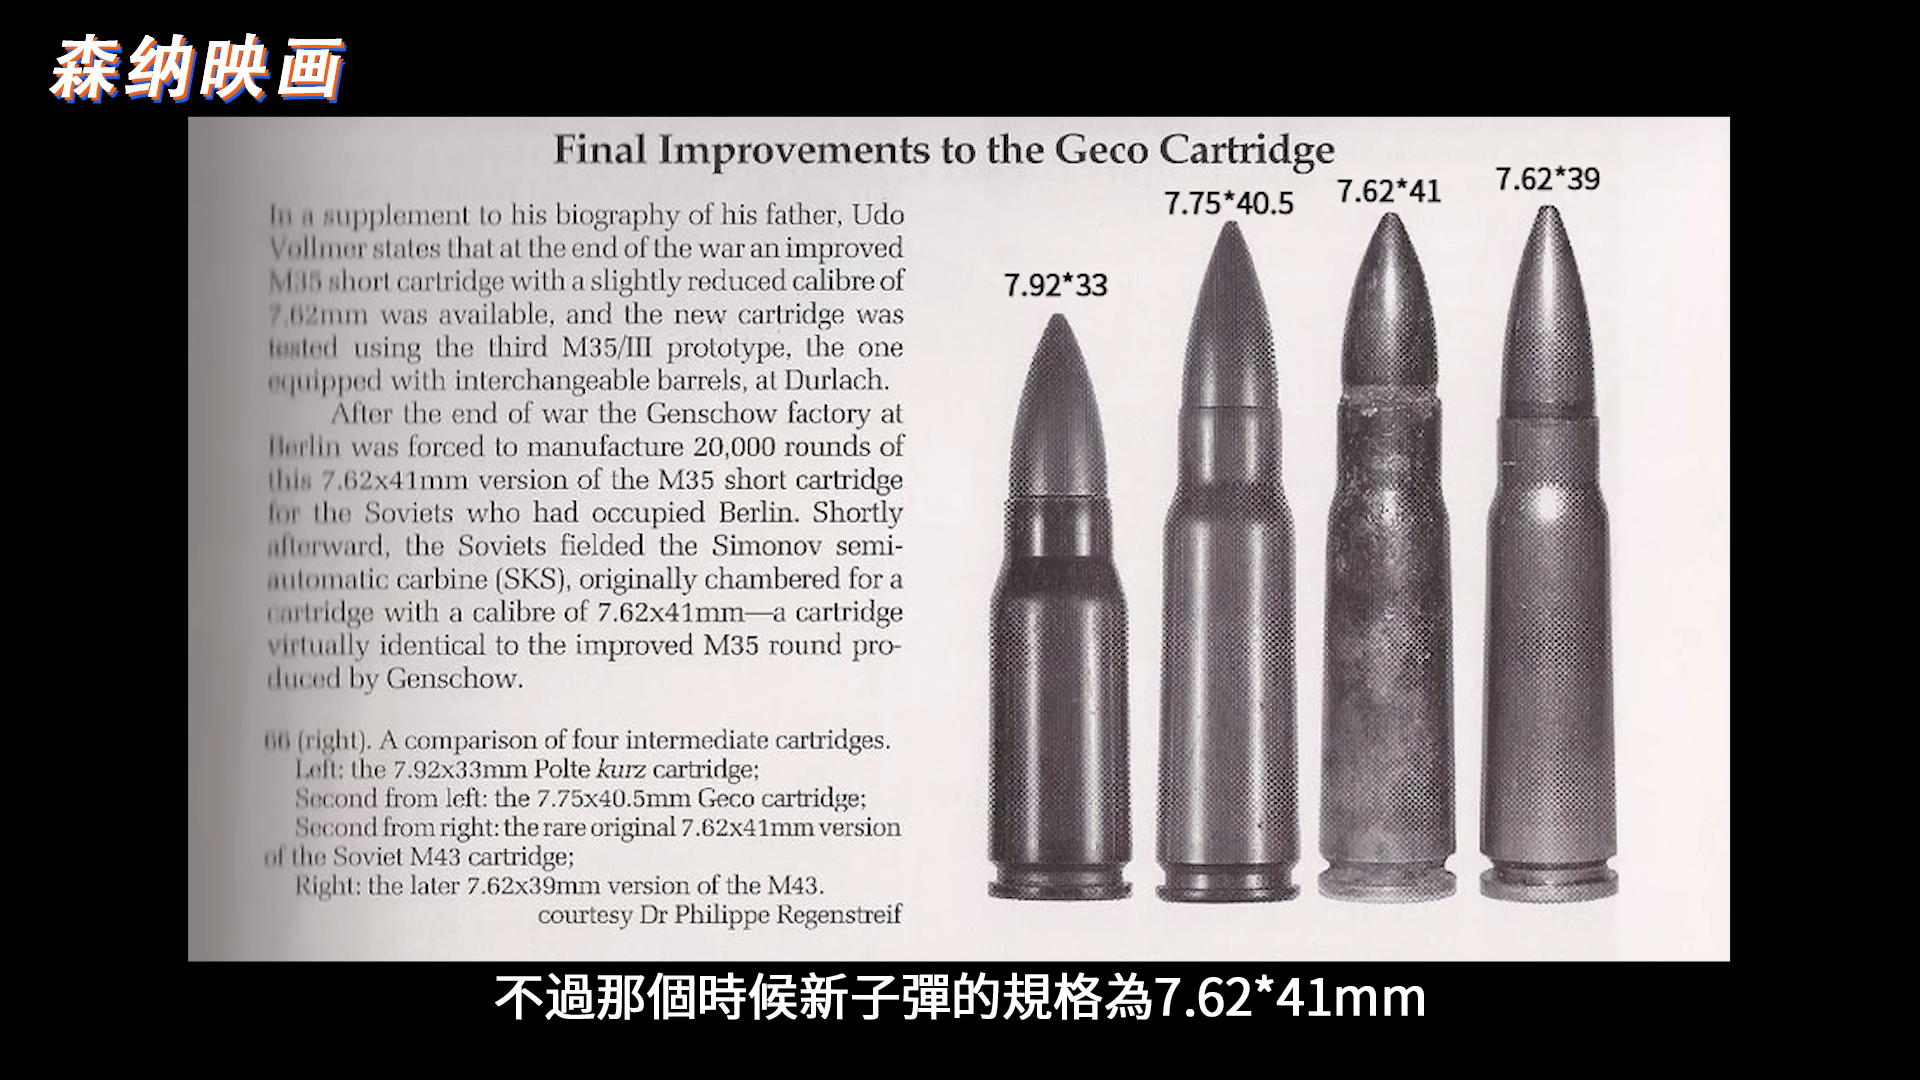 森纳映画
Final Improvements to the Geco Cartridge
In a supplement to his biography of his father, Udo
Vollmer states that at the end of the war an improved
M35 short cartridge with a slightly reduced calibre of
7.62mm was available, and the new cartridge was
tested using the third M35/III prototype, the one
equipped with interchangeable barrels, at Durlach.
After the end of war the Genschow factory at
Berlin was forced to manufacture 20,000 rounds of
this 7.62x41mm version of the M35 short cartridge
for the Soviets who had occupied Berlin. Shortly
afterward, the Soviets fielded the Simonov semi-
automatic carbine (SKS), originally chambered for a
cartridge with a calibre of 7.62x41mm—a cartridge
virtually identical to the improved M35 round pro-
duced by Genschow.
66 (right). A comparison of four intermediate cartridges.
Left: the 7.92x33mm Polte kurz cartridge;
Second from left: the 7.75x40.5mm Geco cartridge;
Second from right: the rare original 7.62x41mm version
of the Soviet M43 cartridge;
Right: the later 7.62x39mm version of the M43.
courtesy Dr Philippe Regenstreif
7.92*33
7.75*40.5
7.62*41
7.62*39
不過那個時候新子彈的規格為7.62*41mm